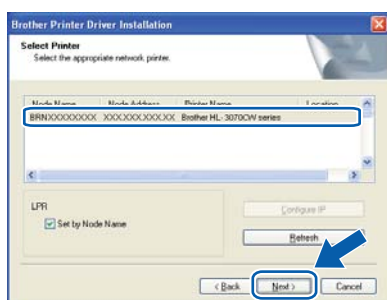 Brother Printer Driver Installation
Select Printer
Select the appropriate network printer.
Node Name Node Address Printer Name Location
BRNXXXXXXXX XXX.XXX.XXX.XX Brother HL-3070CW series
LPR
Set by Node Name
Configure IP
Refresh
< Back Next > Cancel